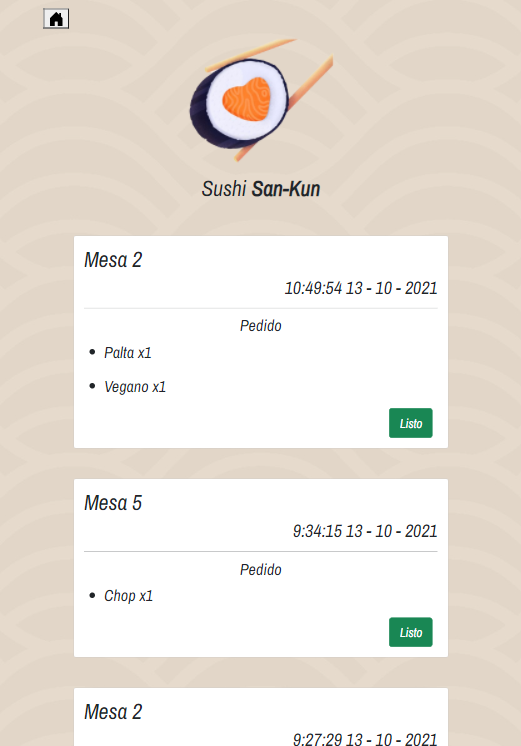 Sushi San-Kun
Mesa 2
10:49:54 13 - 10 - 2021
Pedido
Palta x1
Vegano x1
Listo
Mesa 5
9:34:15 13 - 10 - 2021
Pedido
Chop x1
Listo
Mesa 2
9:27:29 13 - 10 - 2021